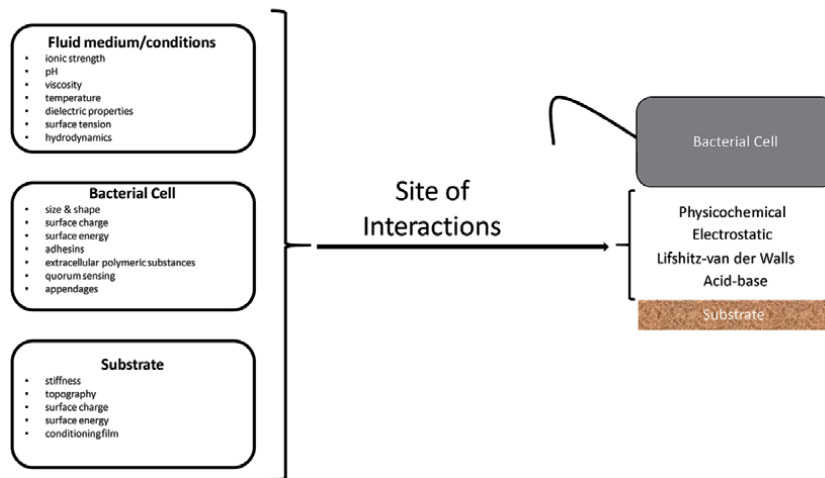 Fluid medium/conditions
• ionic strength
• pH
• viscosity
• temperature
• dielectric properties
• surface tension
• hydrodynamics
Bacterial Cell
• size & shape
• surface charge
• surface energy
• adhesins
• extracellular polymeric substances
• quorum sensing
• appendages
Substrate
• stiffness
• topography
• surface charge
• surface energy
• conditioning film
Site of
Interactions
Bacterial Cell
Physicochemical
Electrostatic
Lifshitz-van der Walls
Acid-base
Substrate